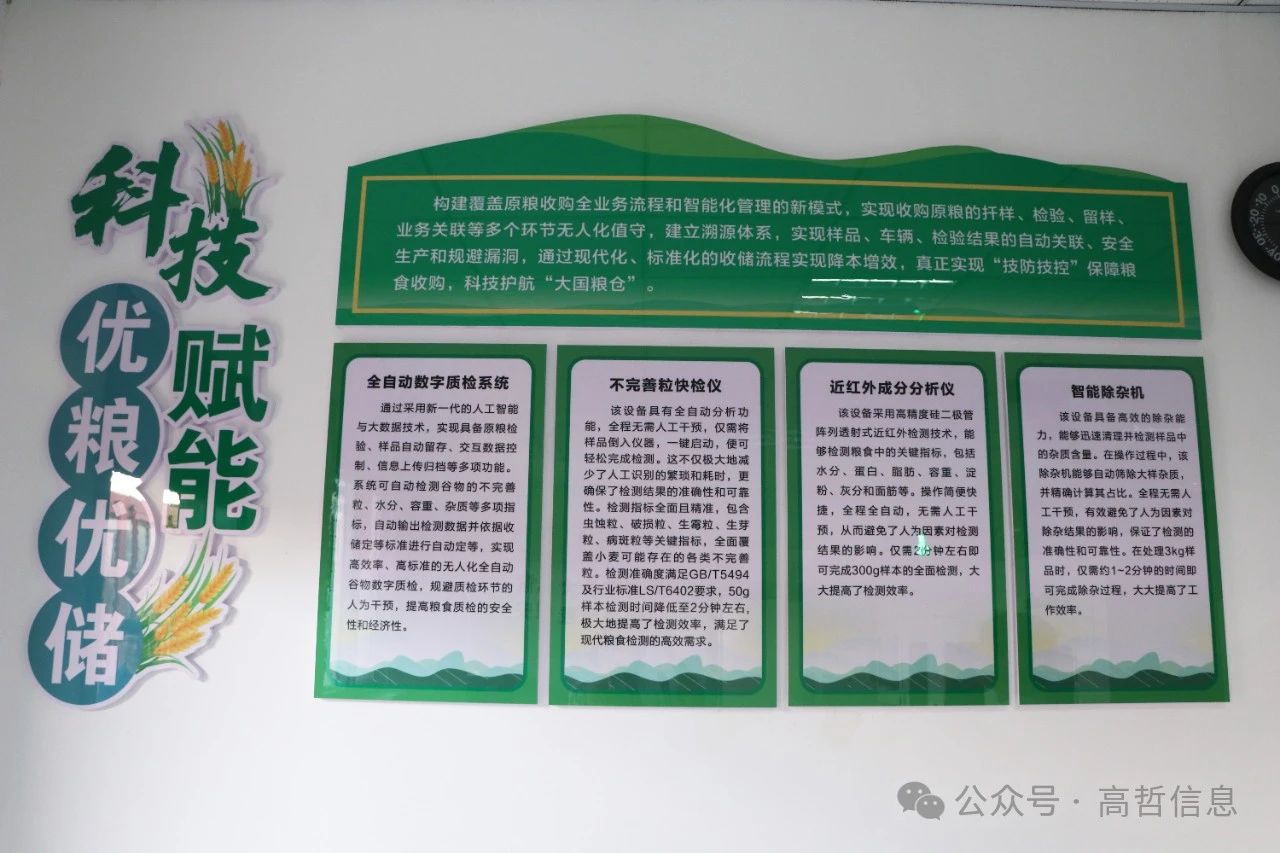 科技
赋能
优粮优储
构建覆盖原粮收购全业务流程和智能化管理的新模式，实现收购原粮的扦样、检验、留样、
业务关联等多个环节无人化值守，建立溯源体系，实现样品、车辆、检验结果的自动关联、安全
生产和规避漏洞，通过现代化、标准化的收储流程实现降本增效，真正实现“技防技控”保障粮
食收购，科技护航“大国粮仓”。
全自动数字质检系统
通过采用新一代的人工智能
与大数据技术，实现具备原粮检
验、样品自动留存、交互数据控
制、信息上传归档等多项功能。
系统可自动检测谷物的不完善
粒、水分、容重、杂质等多项指
标，自动输出检测数据并依据收
储定等标准进行自动定等，实现
高效率、高标准的无人化全自动
谷物数字质检，规避质检环节的
人为干预，提高粮食质检的安全
性和经济性。
不完善粒快检仪
该设备具有全自动分析功
能，全程无需人工干预，仅需将
样品倒入仪器，一键启动，便可
轻松完成检测。这不仅极大地减
少了人工识别的繁琐和耗时，更
确保了检测结果的准确性和可靠
性。检测指标全面且精准，包含
虫蚀粒、破损粒、生霉粒、生芽
粒、病斑粒等关键指标，全面覆
盖小麦可能存在的各类不完善
粒。检测准确度满足GB/T5494
及行业标准LS/T6402要求，50g
样本检测时间降低至2分钟左右，
极大地提高了检测效率，满足了
现代粮食检测的高效需求。
近红外成分分析仪
该设备采用高精度硅二极管
阵列透射式近红外检测技术，能
够检测粮食中的关键指标，包括
水分、蛋白、脂肪、容重、淀
粉、灰分和面筋等。操作简便快
捷，全程全自动，无需人工干
预，从而避免了人为因素对检测
结果的影响。仅需2分钟左右即
可完成300g样本的全面检测，大
大提高了检测效率。
智能除杂机
该设备具备高效的除杂能
力，能够迅速清理并检测样品中
的杂质含量。在操作过程中，该
除杂机能够自动筛除大样杂质，
并精确计算其占比。全程无需人
工干预，有效避免了人为因素对
除杂结果的影响，保证了检测的
准确性和可靠性。在处理3kg样
品时，仅需约1~2分钟的时间即
可完成除杂过程，大大提高了工
作效率。
公众号·高哲信息